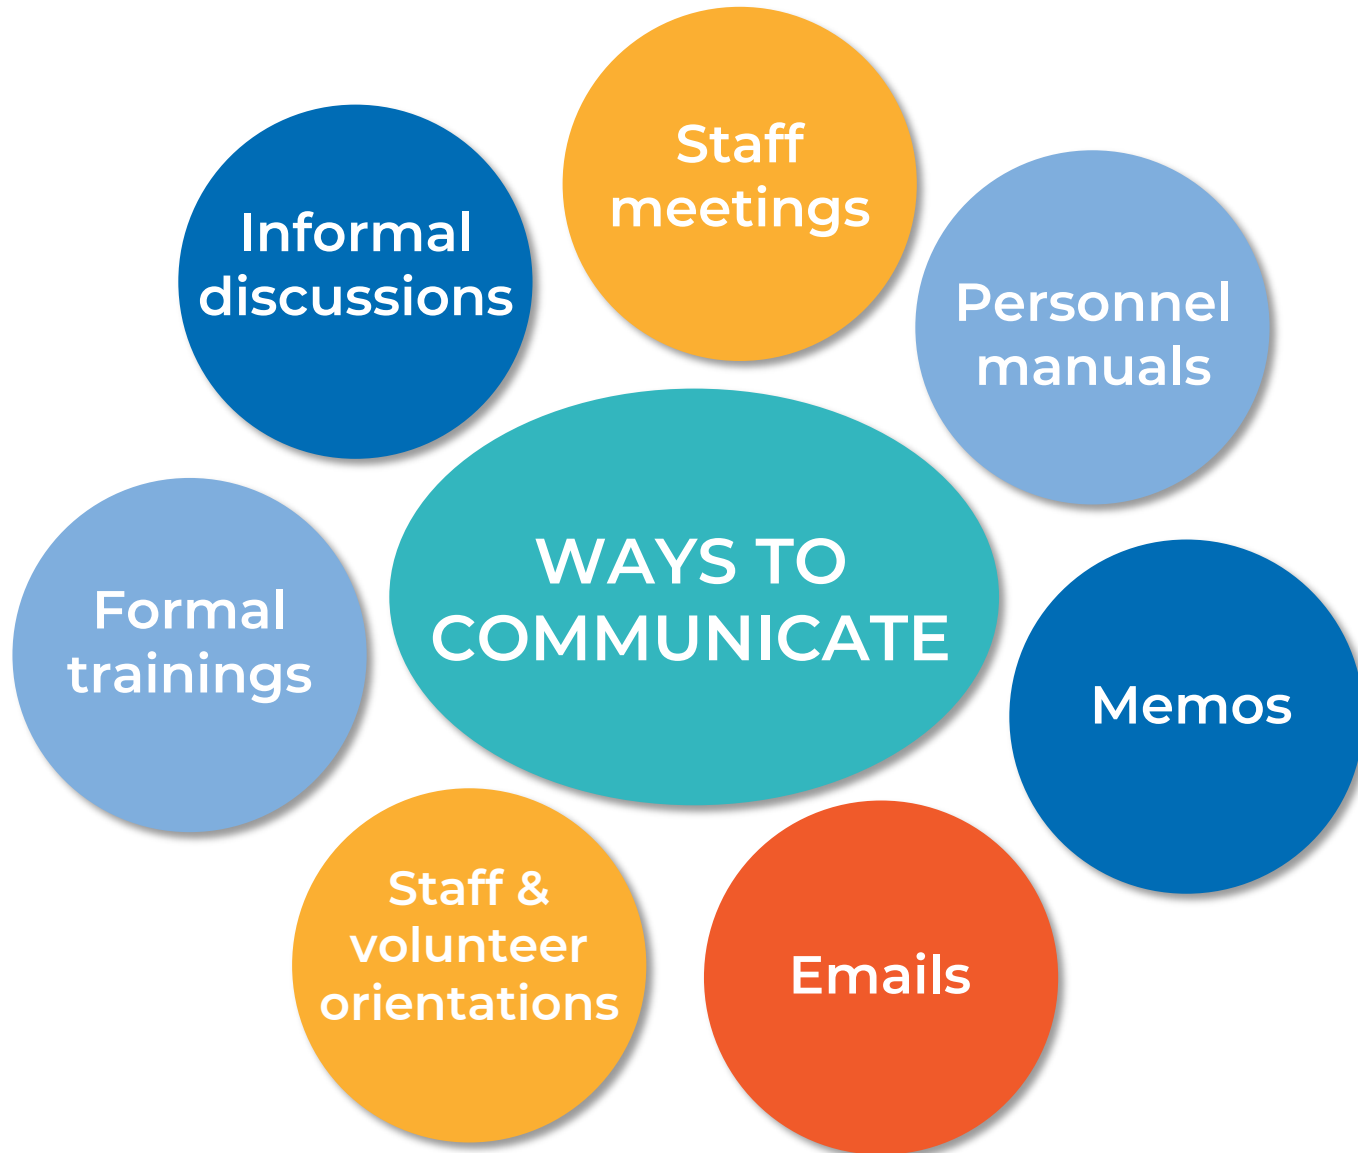 Staff
meetings
Informal
discussions
Personnel
manuals
WAYS TO
COMMUNICATE
Formal
trainings
Memos
Staff &
volunteer
orientations
Emails